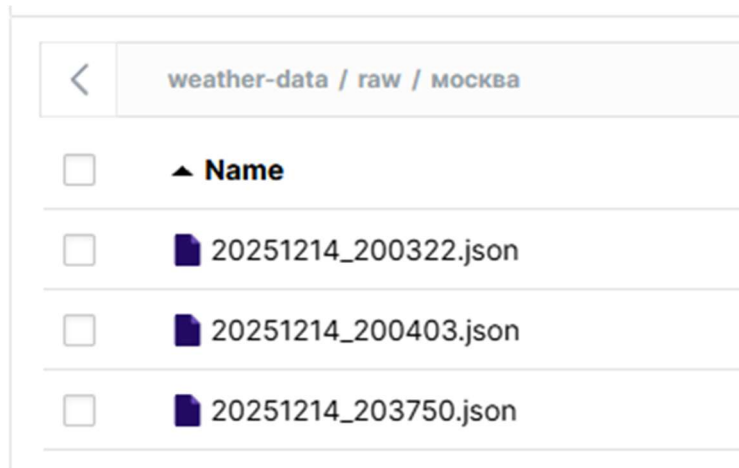 weather-data / raw / москва
Name
20251214_200322.json
20251214_200403.json
20251214_203750.json